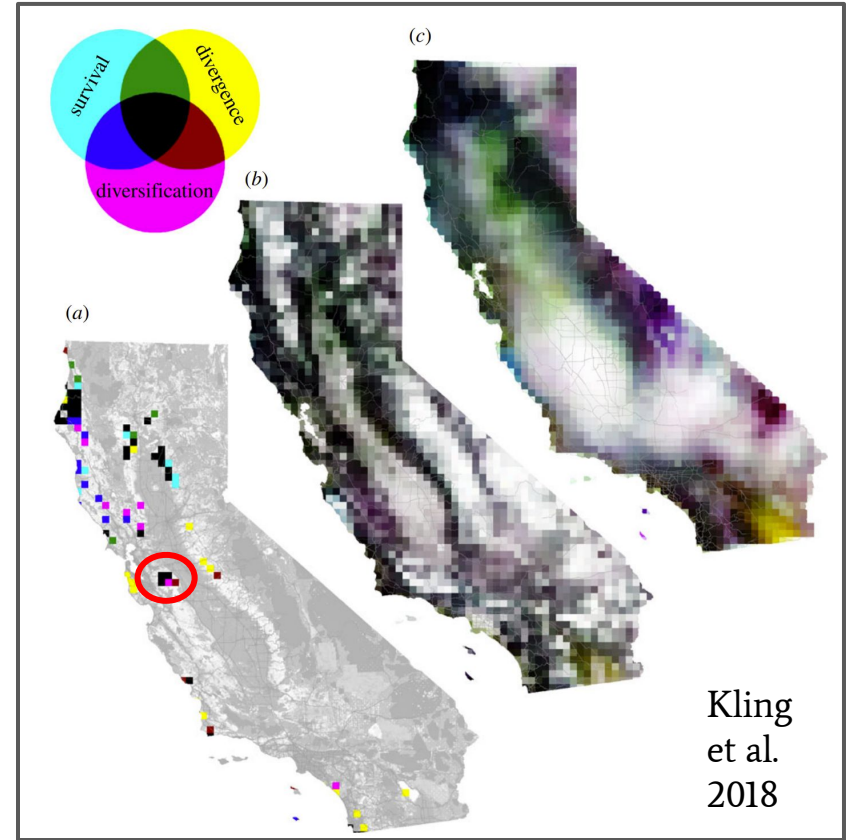 survival
divergence
diversification
(c)
(b)
(a)
Kling
et al.
2018